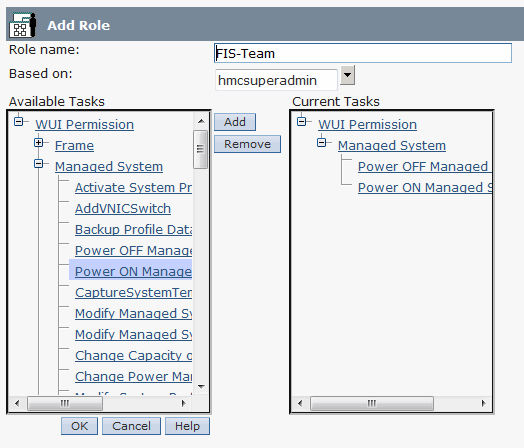 Add Role
Role name: FIS-Team
Based on: hmcsuperadmin
Available Tasks
WUI Permission
Frame
Managed System
Activate System Pr
AddVNICSwitch
Backup Profile Data
Power OFF Manage
Power ON Manage
CaptureSystemTem
Modify Managed Sy
Modify Managed Sy
Change Capacity o
Change Power Man
Add
Remove
Current Tasks
WUI Permission
Managed System
Power OFF Managed
Power ON Managed S
OK Cancel Help